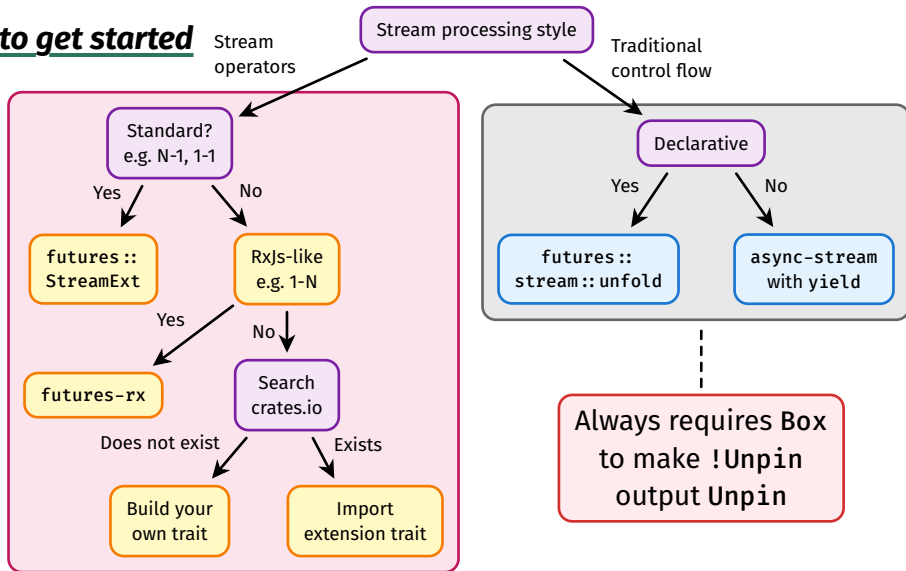 to get started
Stream processing style
Stream
operators
Traditional
control flow
Standard?
e.g. N-1, 1-1
Declarative
Yes
No
Yes
No
futures::
StreamExt
RxJs-like
e.g. 1-N
futures::
stream::unfold
async-stream
with yield
Yes
No
futures-rx
Search
crates.io
Always requires Box
to make !Unpin
output Unpin
Does not exist
Exists
Build your
own trait
Import
extension trait